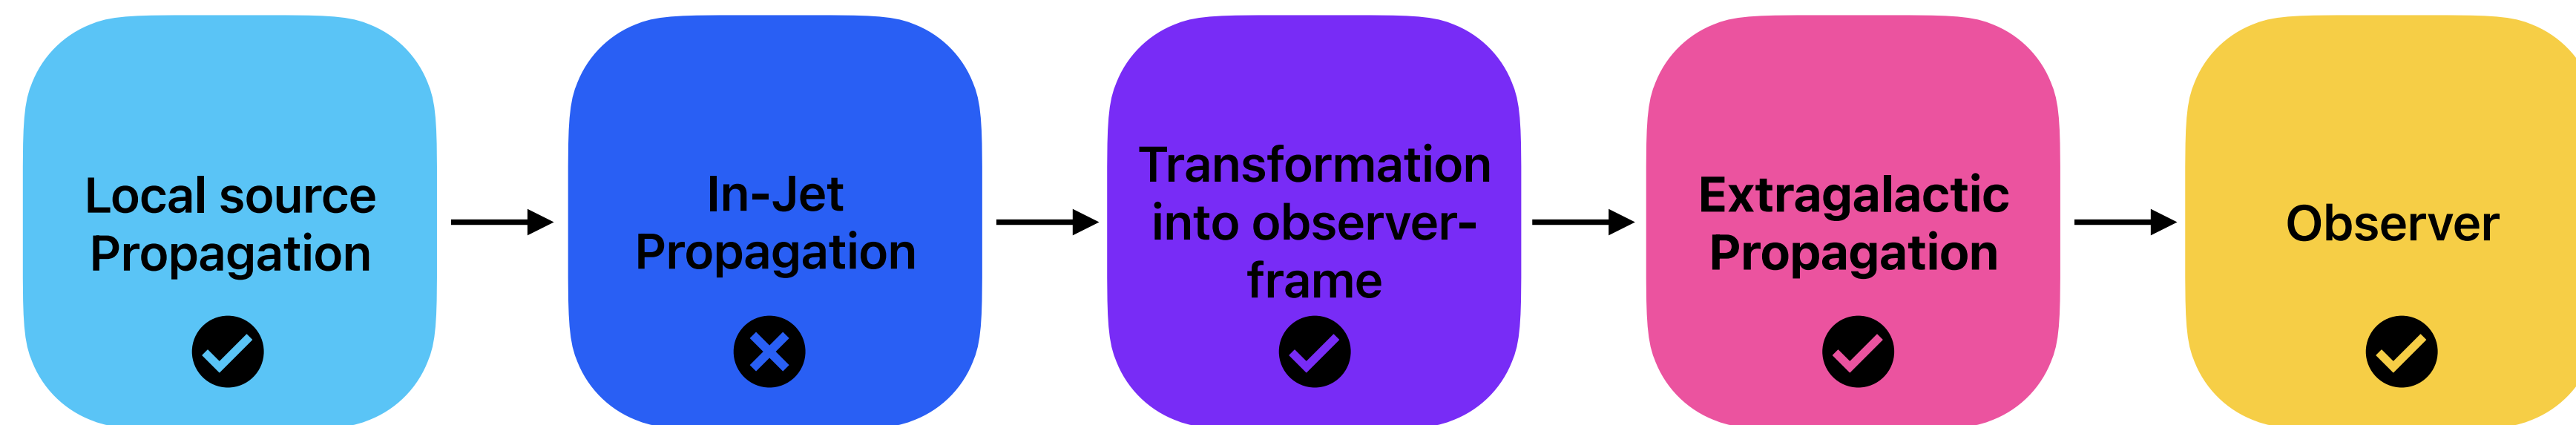 Local source
Propagation
In-Jet
Propagation
Transformation
into observer-
frame
Extragalactic
Propagation
Observer